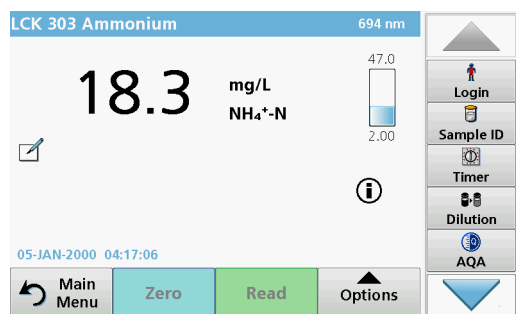 LCK 303 Ammonium 694 nm
47.0
18.3 mg/L
NH₄⁺-N
2.00
05-JAN-2000 04:17:06
Main Menu
Zero
Read
Options
Login
Sample ID
Timer
Dilution
AQA